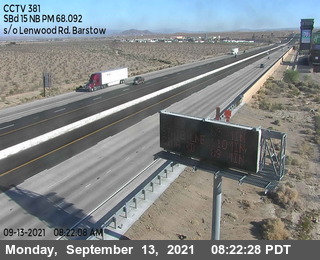 CCTV 381
SBd 15 NB PM 68.092
s/o Lenwood Rd. Barstow
09-13-2021 08:22:08 AM
Monday, September 13, 2021 08:22:28 PDT